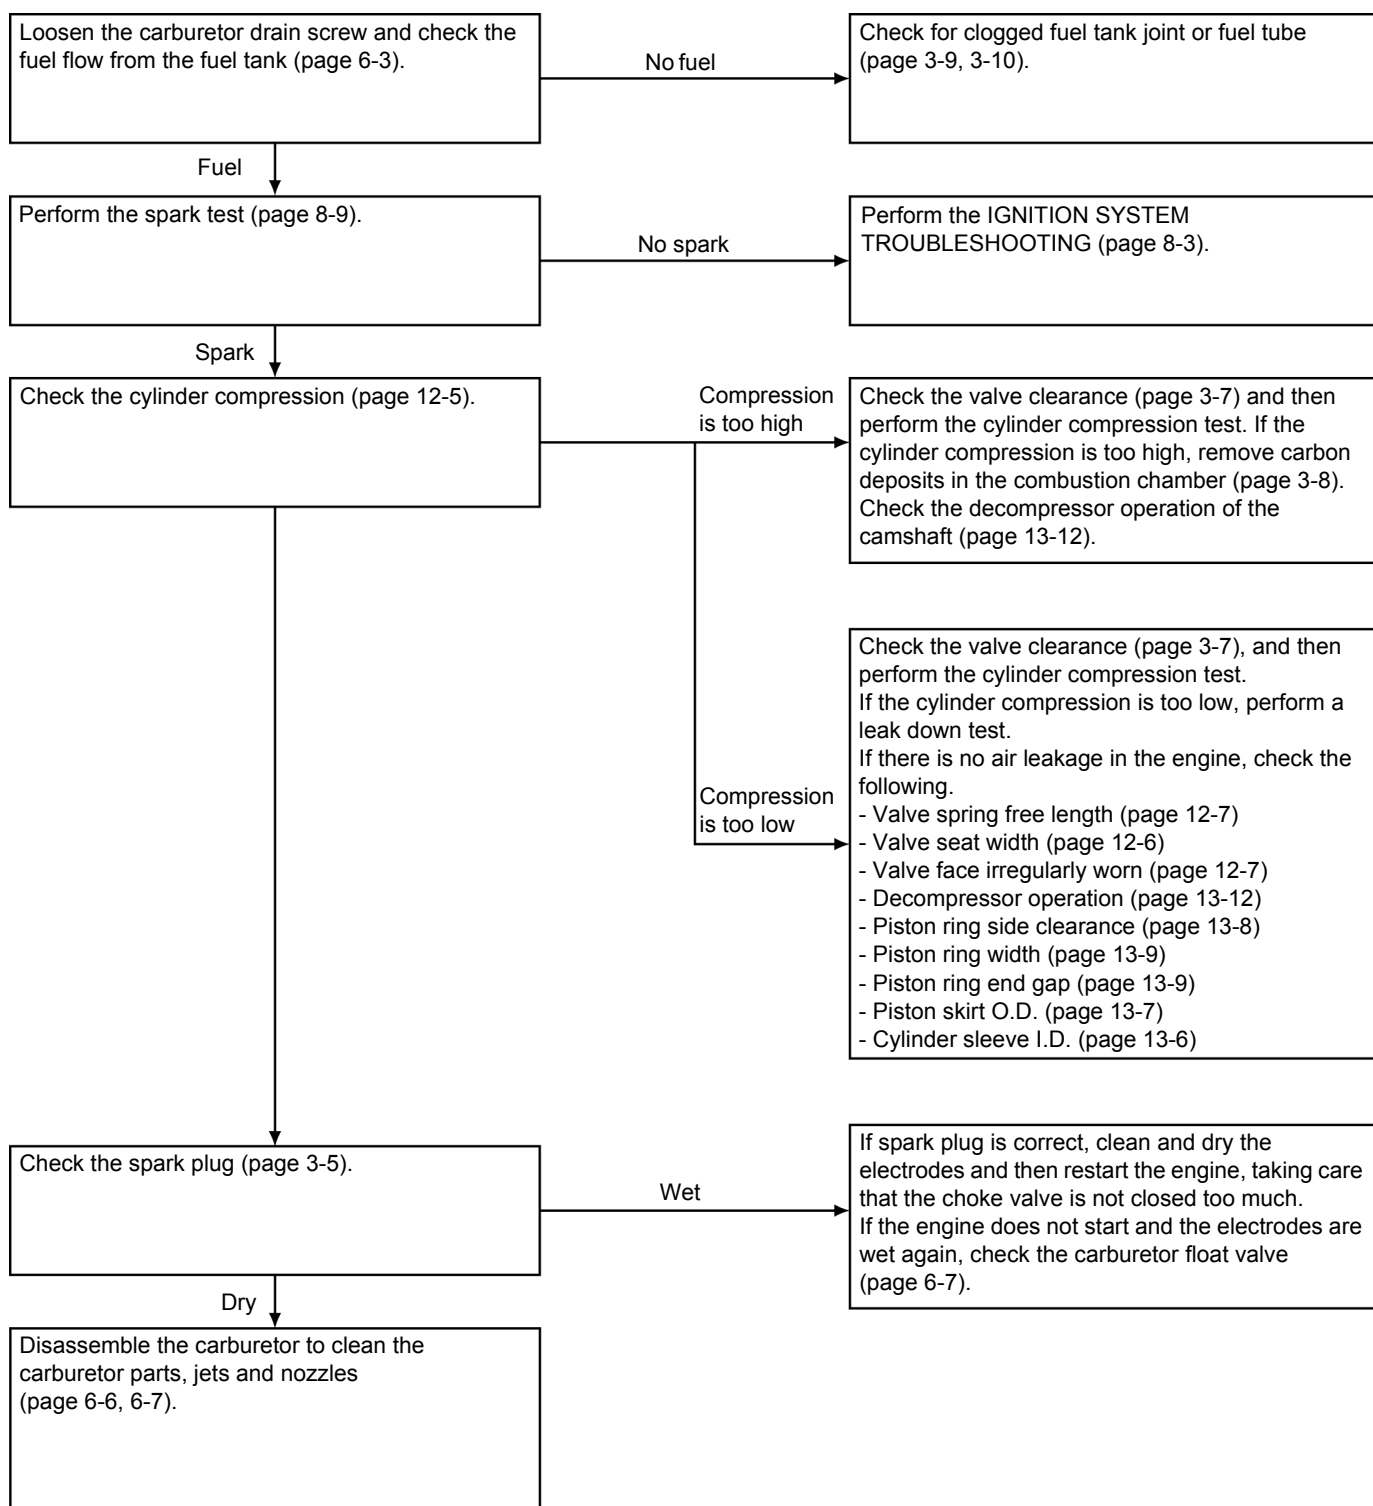 Loosen the carburetor drain screw and check the
fuel flow from the fuel tank (page 6-3).
No fuel
Check for clogged fuel tank joint or fuel tube
(page 3-9, 3-10).
Fuel
Perform the spark test (page 8-9).
No spark
Perform the IGNITION SYSTEM
TROUBLESHOOTING (page 8-3).
Spark
Check the cylinder compression (page 12-5).
Compression
is too high
Check the valve clearance (page 3-7) and then
perform the cylinder compression test. If the
cylinder compression is too high, remove carbon
deposits in the combustion chamber (page 3-8).
Check the decompressor operation of the
camshaft (page 13-12).
Compression
is too low
Check the valve clearance (page 3-7), and then
perform the cylinder compression test.
If the cylinder compression is too low, perform a
leak down test.
If there is no air leakage in the engine, check the
following.
- Valve spring free length (page 12-7)
- Valve seat width (page 12-6)
- Valve face irregularly worn (page 12-7)
- Decompressor operation (page 13-12)
- Piston ring side clearance (page 13-8)
- Piston ring width (page 13-9)
- Piston ring end gap (page 13-9)
- Piston skirt O.D. (page 13-7)
- Cylinder sleeve I.D. (page 13-6)
Check the spark plug (page 3-5).
Wet
If spark plug is correct, clean and dry the
electrodes and then restart the engine, taking care
that the choke valve is not closed too much.
If the engine does not start and the electrodes are
wet again, check the carburetor float valve
(page 6-7).
Dry
Disassemble the carburetor to clean the
carburetor parts, jets and nozzles
(page 6-6, 6-7).